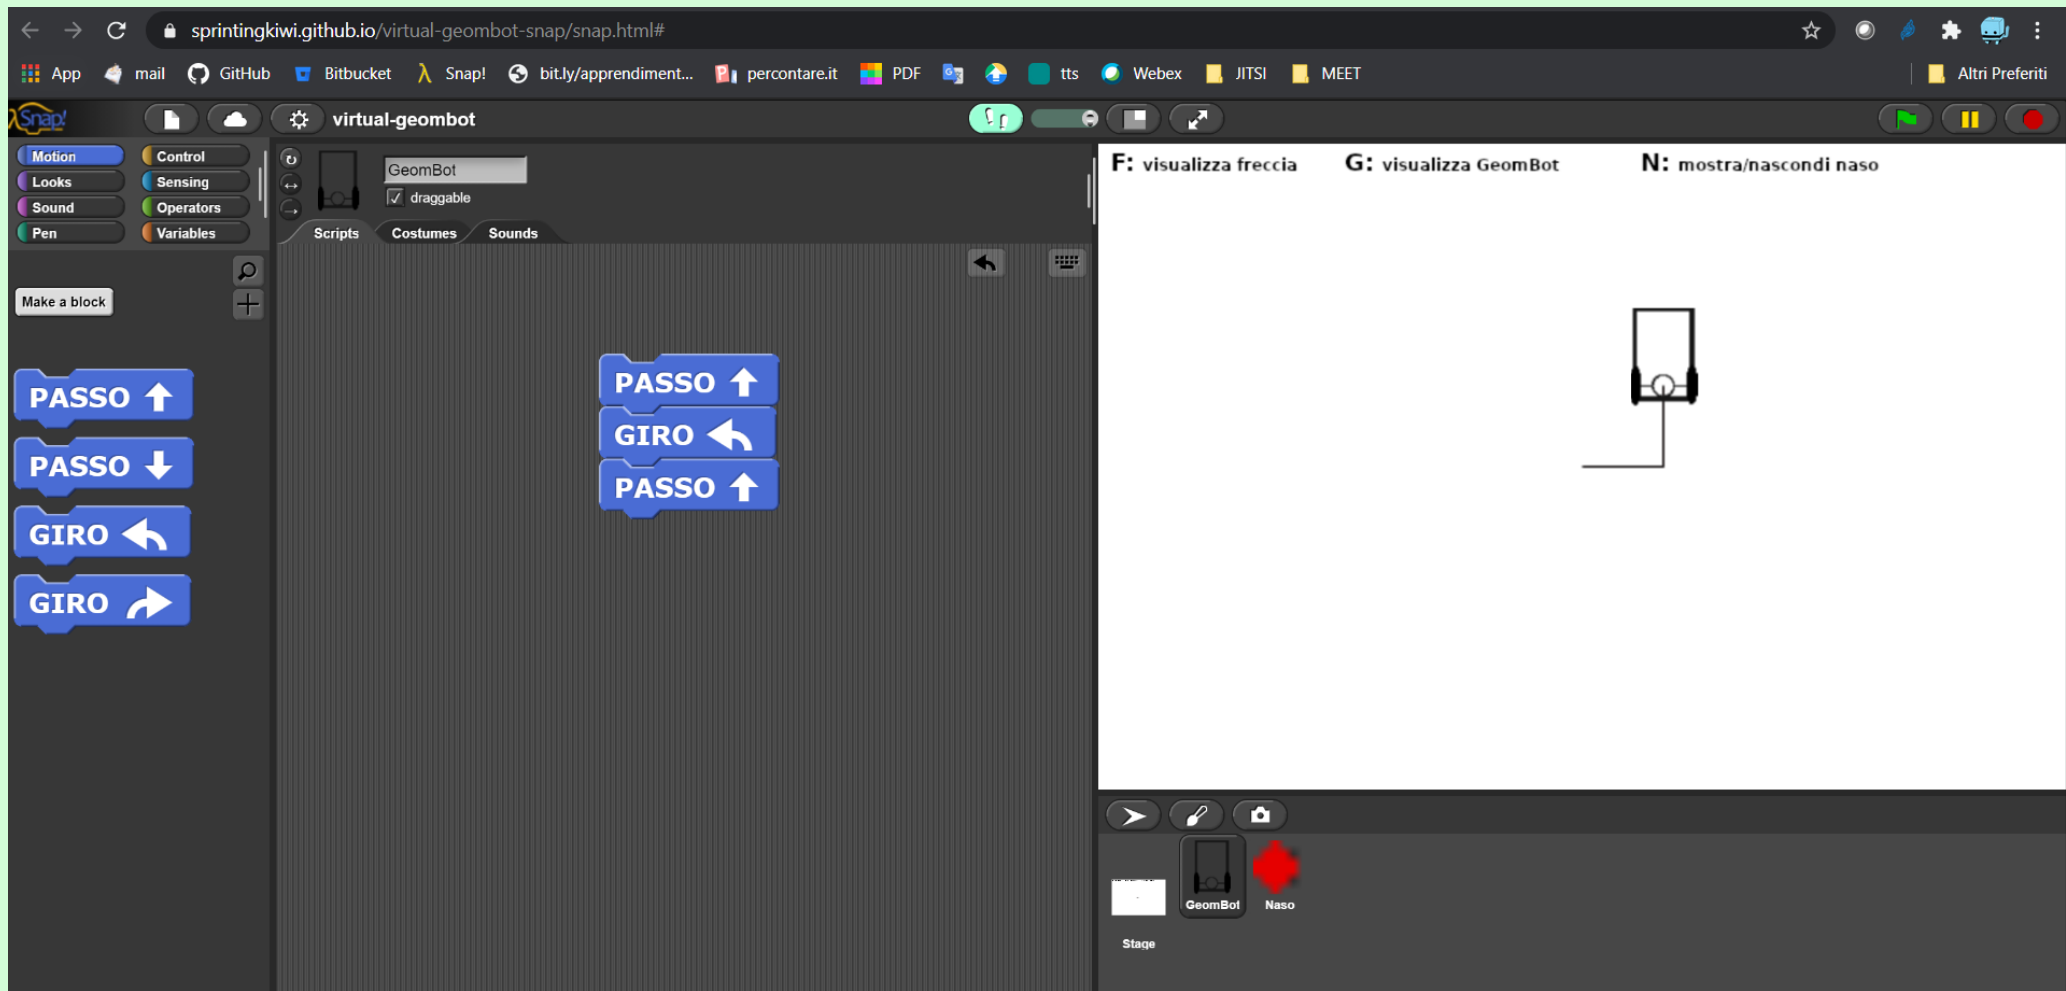 sprintingkiwi.github.io/virtual-geombot-snap/snap.html#
App mail GitHub Bitbucket Snap! bit.ly/apprendiment... percontare.it PDF tts Webex JITSI MEET Altri Preferiti
Snap! virtual-geombot
Motion Control
Looks Sensing
Sound Operators
Pen Variables
Make a block
PASSO
PASSO
GIRO
GIRO
GeomBot
draggable
Scripts Costumes Sounds
PASSO
GIRO
PASSO
F: visualizza freccia G: visualizza GeomBot N: mostra/nascondi naso
GeomBot Naso
Stage